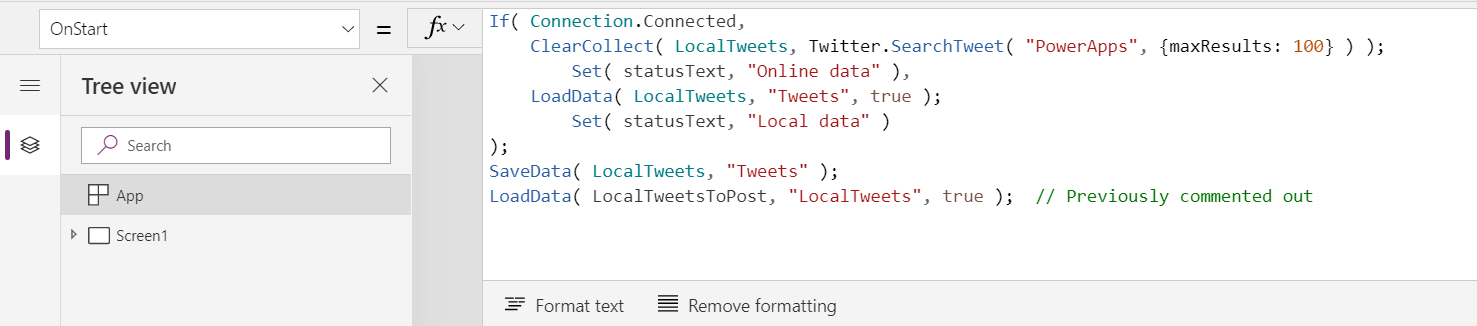 OnStart
=
fx
If( Connection.Connected,
ClearCollect( LocalTweets, Twitter.SearchTweet( "PowerApps", {maxResults: 100} ) );
Set( statusText, "Online data" ),
LoadData( LocalTweets, "Tweets", true );
Set( statusText, "Local data" )
);
SaveData( LocalTweets, "Tweets" );
LoadData( LocalTweetsToPost, "LocalTweets", true );  // Previously commented out
Tree view
Search
App
Screen1
Format text
Remove formatting